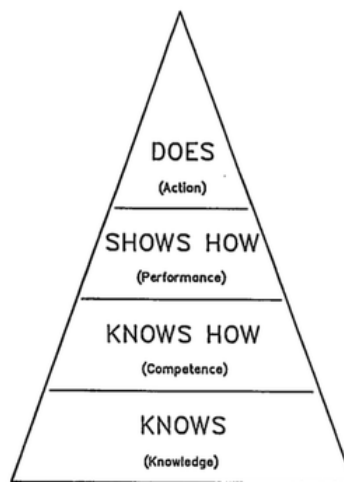 DOES
(Action)
SHOWS HOW
(Performance)
KNOWS HOW
(Competence)
KNOWS
(Knowledge)